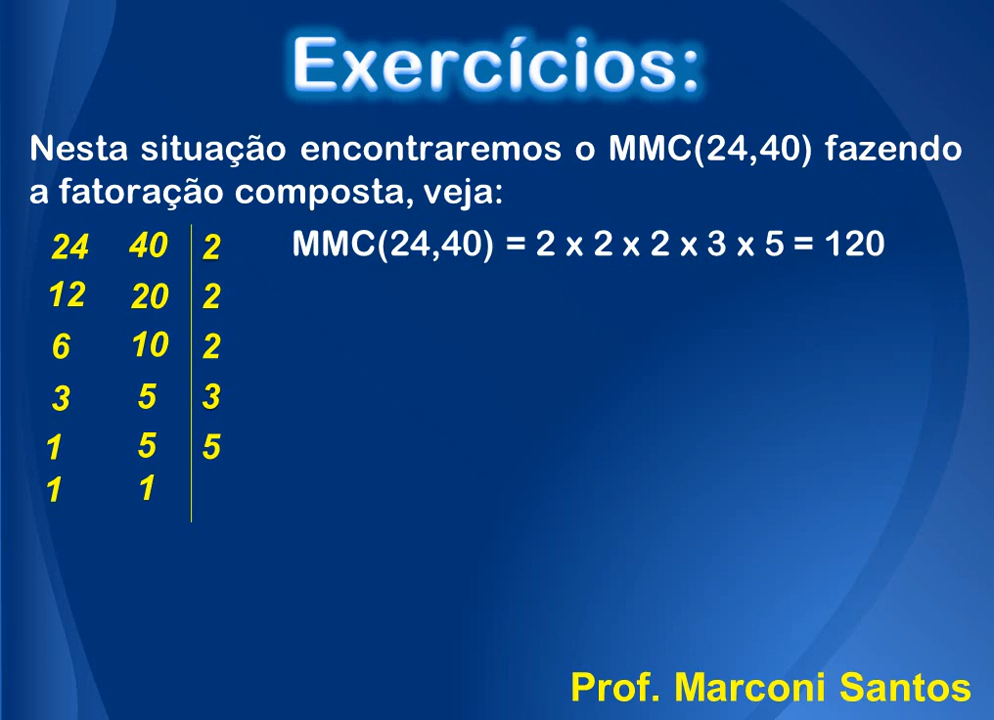 Exercícios:
Nesta situação encontraremos o MMC(24,40) fazendo
a fatoração composta, veja:
24 40 2 MMC(24,40) = 2 x 2 x 2 x 3 x 5 = 120
12 20 2
6 10 2
3 5 3
1 5 5
1 1
Prof. Marconi Santos